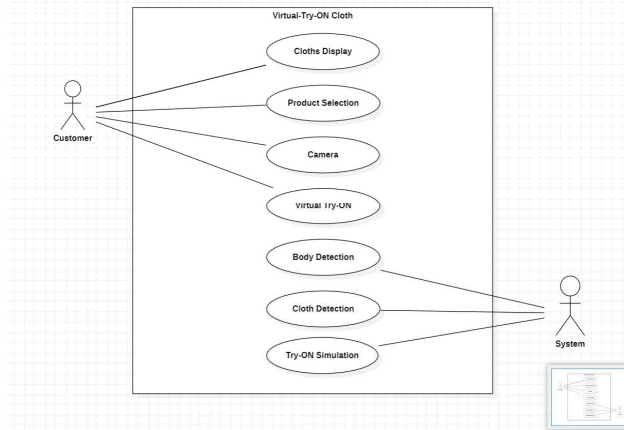 Virtual-Try-ON Cloth
Cloths Display
Product Selection
Customer
Camera
Virtual Try-ON
Body Detection
Cloth Detection
System
Try-ON Simulation